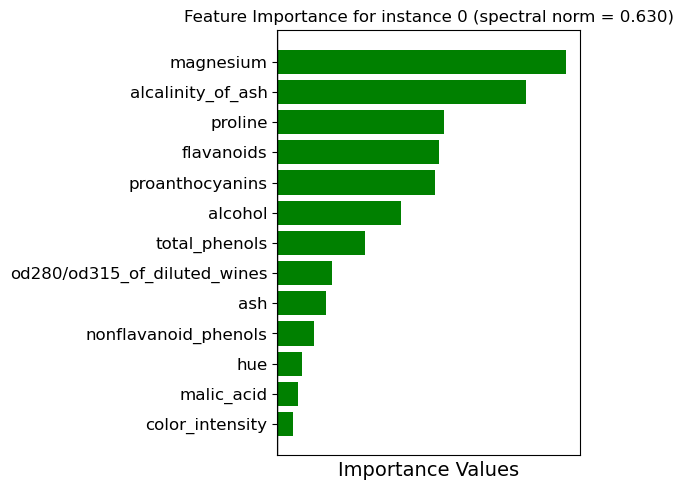 Feature Importance for instance 0 (spectral norm = 0.630)
magnesium
alcalinity_of_ash
proline
flavanoids
proanthocyanins
alcohol
total_phenols
od280/od315_of_diluted_wines
ash
nonflavanoid_phenols
hue
malic_acid
color_intensity
Importance Values